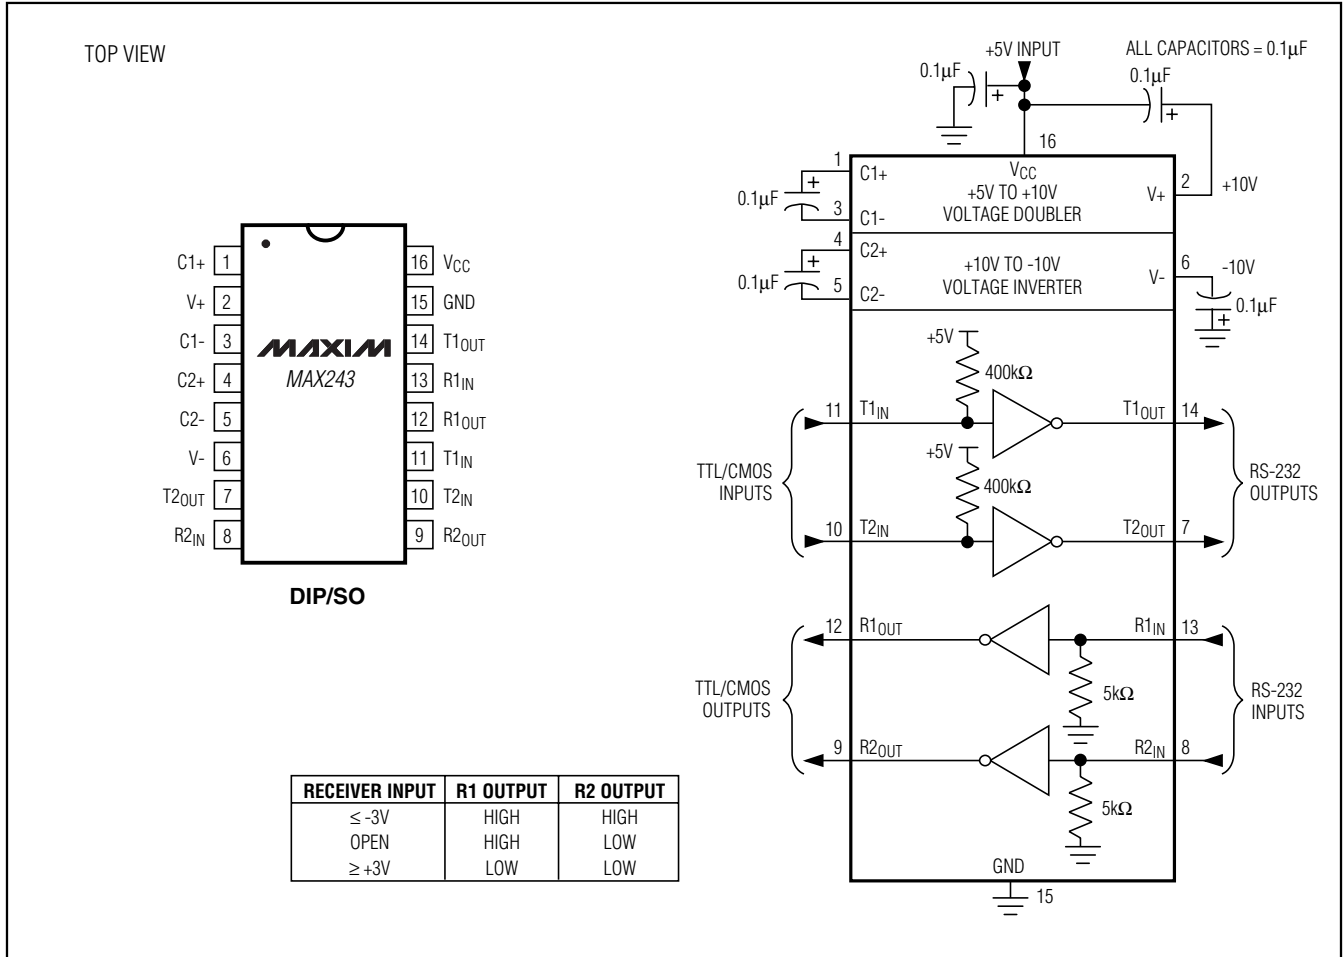 TOP VIEW
C1+ 1
V+ 2
C1- 3
C2+ 4
C2- 5
V- 6
T2OUT 7
R2IN 8
16 VCC
15 GND
14 T1OUT
13 R1IN
12 R1OUT
11 T1IN
10 T2IN
9 R2OUT
MAXIM
MAX243
DIP/SO
RECEIVER INPUT R1 OUTPUT R2 OUTPUT
≤ -3V HIGH HIGH
OPEN HIGH LOW
≥ +3V LOW LOW
+5V INPUT
ALL CAPACITORS = 0.1µF
0.1µF
+
0.1µF
+
16
VCC
+5V TO +10V
VOLTAGE DOUBLER
1
C1+
0.1µF
+
3
C1-
V+
2
+10V
4
C2+
0.1µF
+
5
C2-
+10V TO -10V
VOLTAGE INVERTER
V-
6
-10V
0.1µF
+
+5V
400kΩ
11 T1IN
T1OUT 14
+5V
400kΩ
10 T2IN
T2OUT 7
TTL/CMOS
INPUTS
RS-232
OUTPUTS
12 R1OUT
R1IN 13
5kΩ
9 R2OUT
R2IN 8
5kΩ
TTL/CMOS
OUTPUTS
RS-232
INPUTS
GND
15